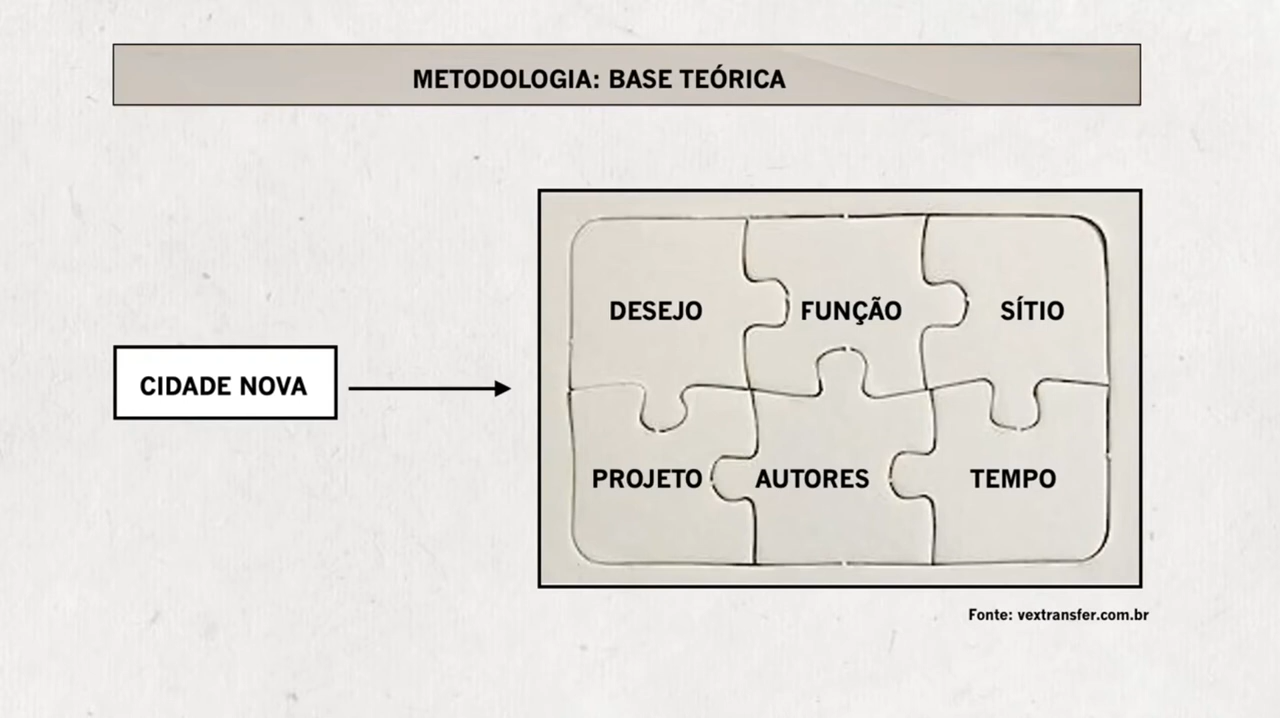 METODOLOGIA: BASE TEÓRICA
CIDADE NOVA
DESEJO
FUNÇÃO
SÍTIO
PROJETO
AUTORES
TEMPO
Fonte: vextransfer.com.br